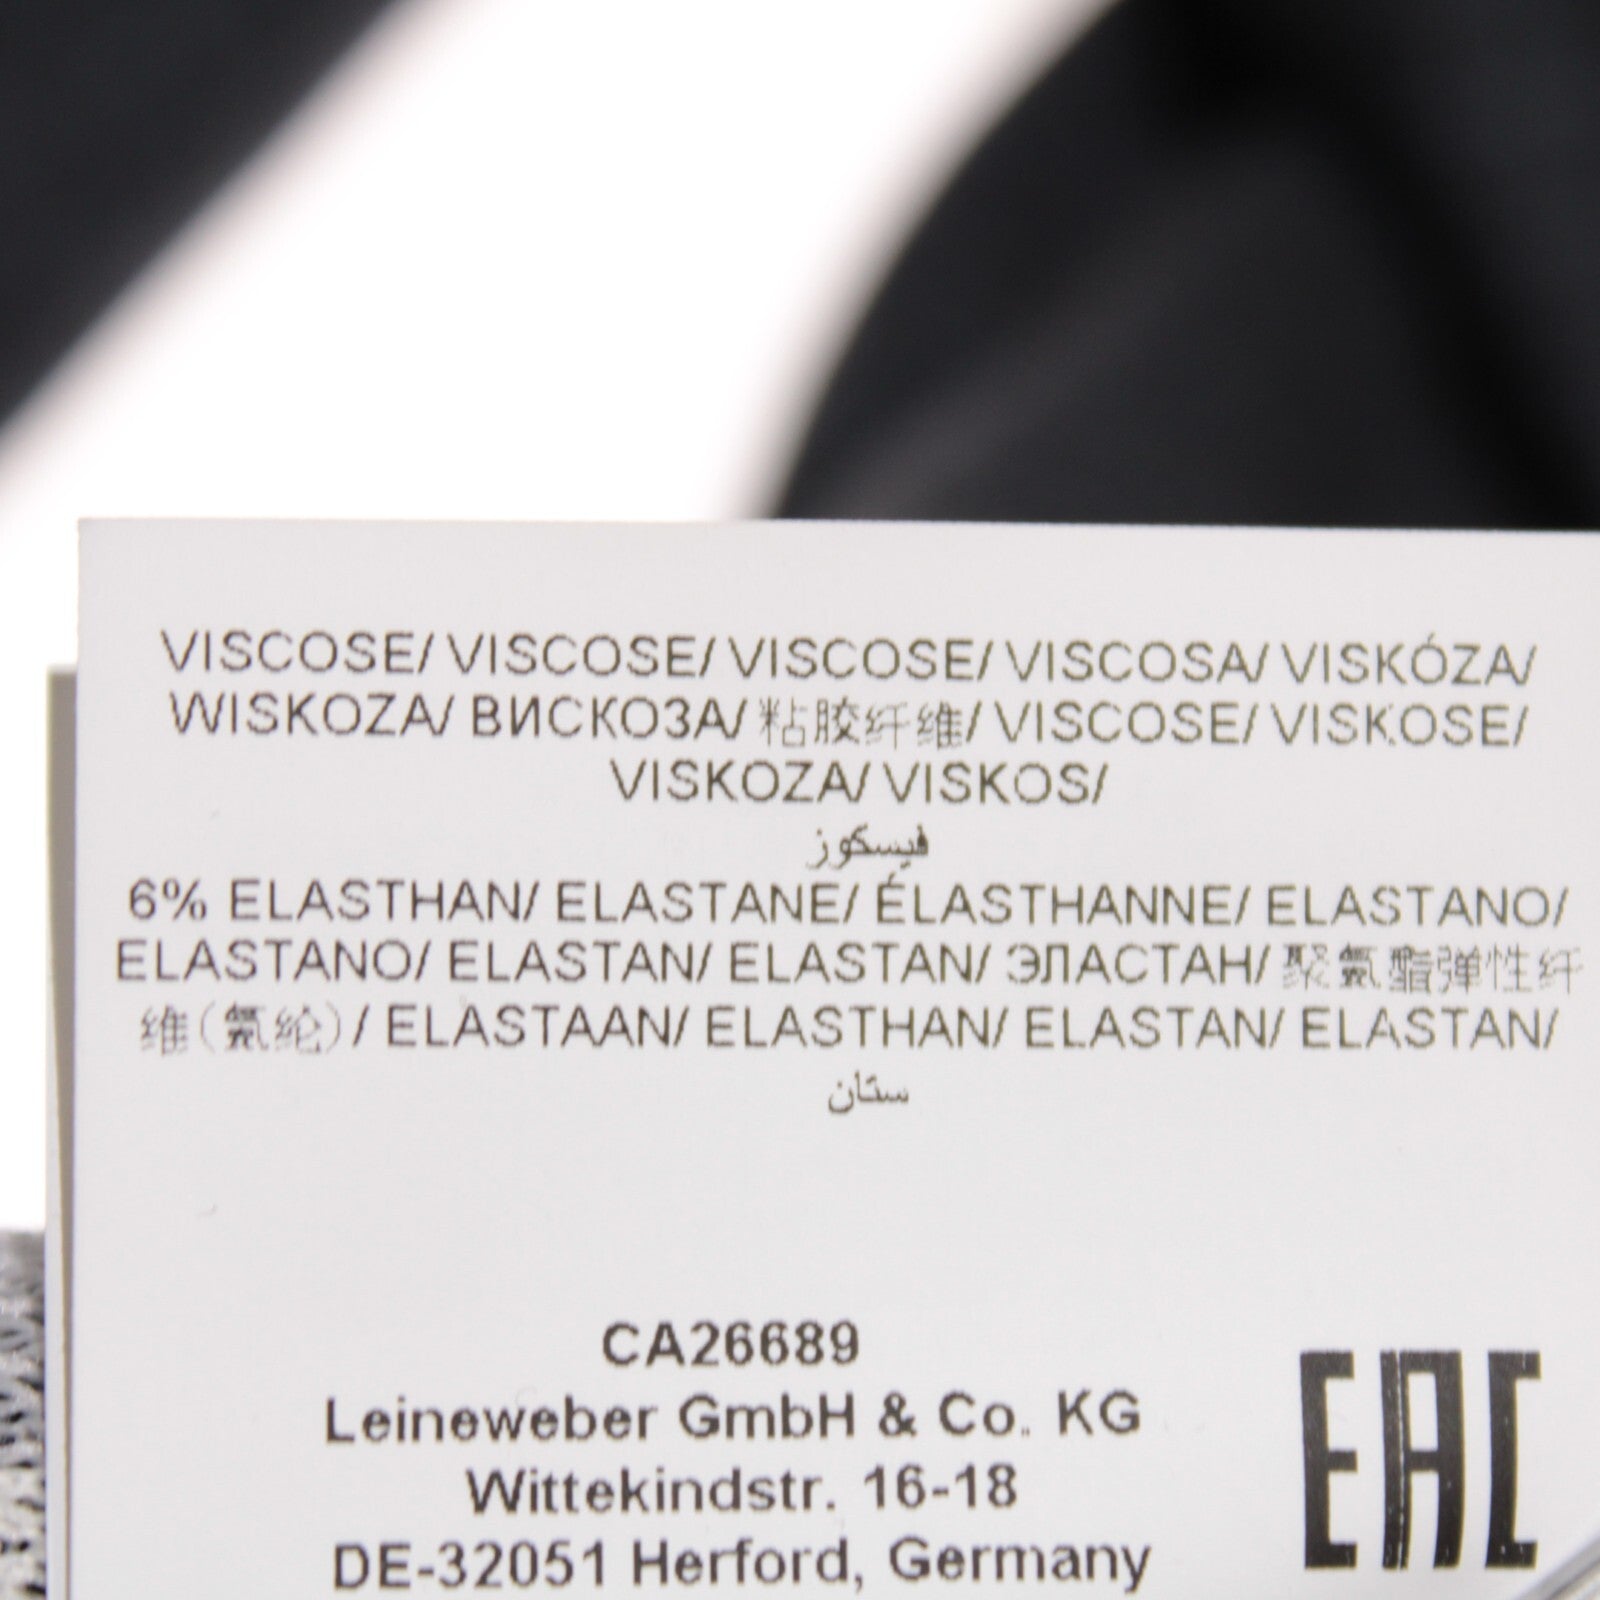 VISCOSE/ VISCOSE/ VISCOSE/ VISCOSA/ VISKÓZA/
WISKOZA/ ВИСКОЗА/ 粘胶纤维/ VISCOSE/ VISKOSE/
VISKOZA/ VISKOS/
فيسكوز
6% ELASTHAN/ ELASTANE/ ÉLASTHANNE/ ELASTANO/
ELASTANO/ ELASTAN/ ELASTAN/ ЭЛАСТАН/ 聚氨酯弹性纤
维(氨纶)/ ELASTAAN/ ELASTHAN/ ELASTAN/ ELASTAN/
ستان
CA26689
Leineweber GmbH & Co. KG
Wittekindstr. 16-18
DE-32051 Herford, Germany
EAC